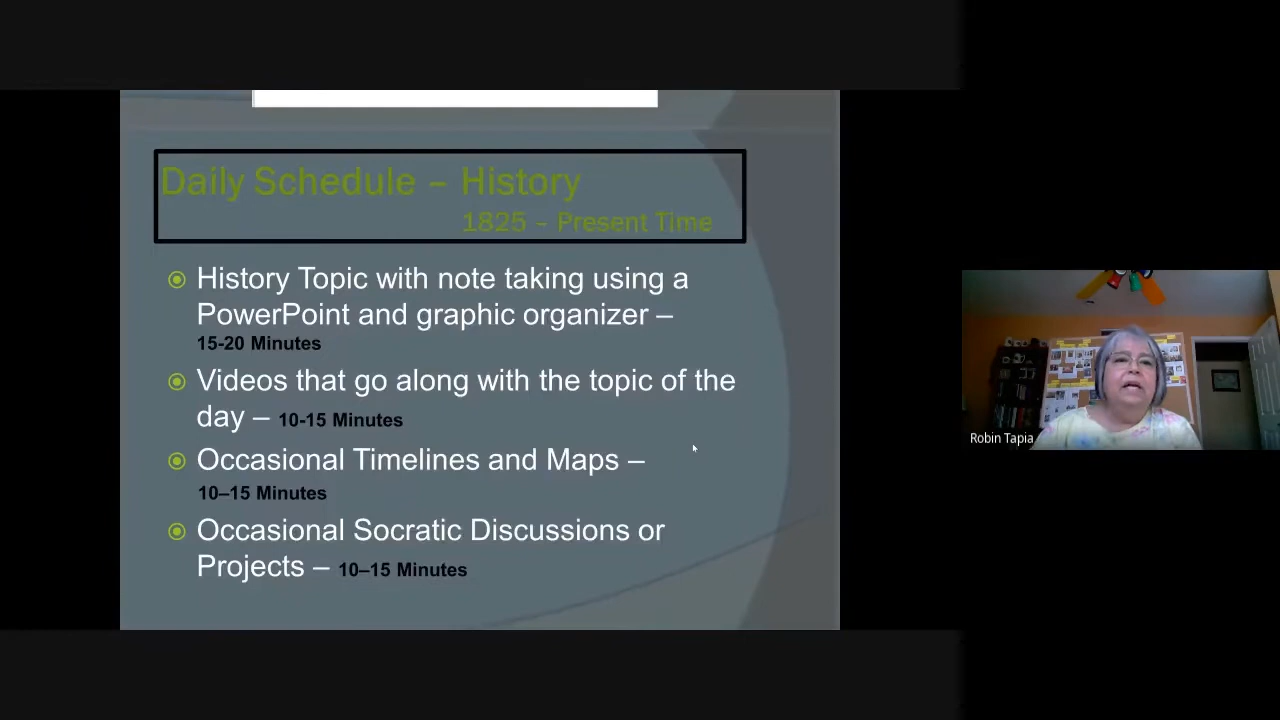 Daily Schedule – History
1825 – Present Time
History Topic with note taking using a
PowerPoint and graphic organizer –
15-20 Minutes
Videos that go along with the topic of the
day – 10-15 Minutes
Occasional Timelines and Maps –
10–15 Minutes
Occasional Socratic Discussions or
Projects – 10–15 Minutes
Robin Tapia